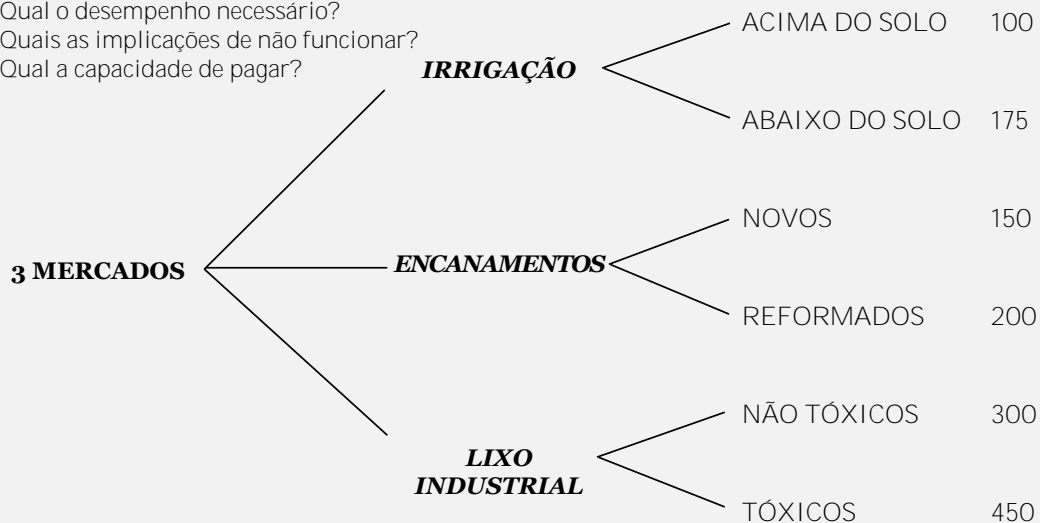 Qual o desempenho necessário?
Quais as implicações de não funcionar?
Qual a capacidade de pagar?
3 MERCADOS
IRRIGAÇÃO
ACIMA DO SOLO 100
ABAIXO DO SOLO 175
ENCANAMENTOS
NOVOS 150
REFORMADOS 200
LIXO
INDUSTRIAL
NÃO TÓXICOS 300
TÓXICOS 450